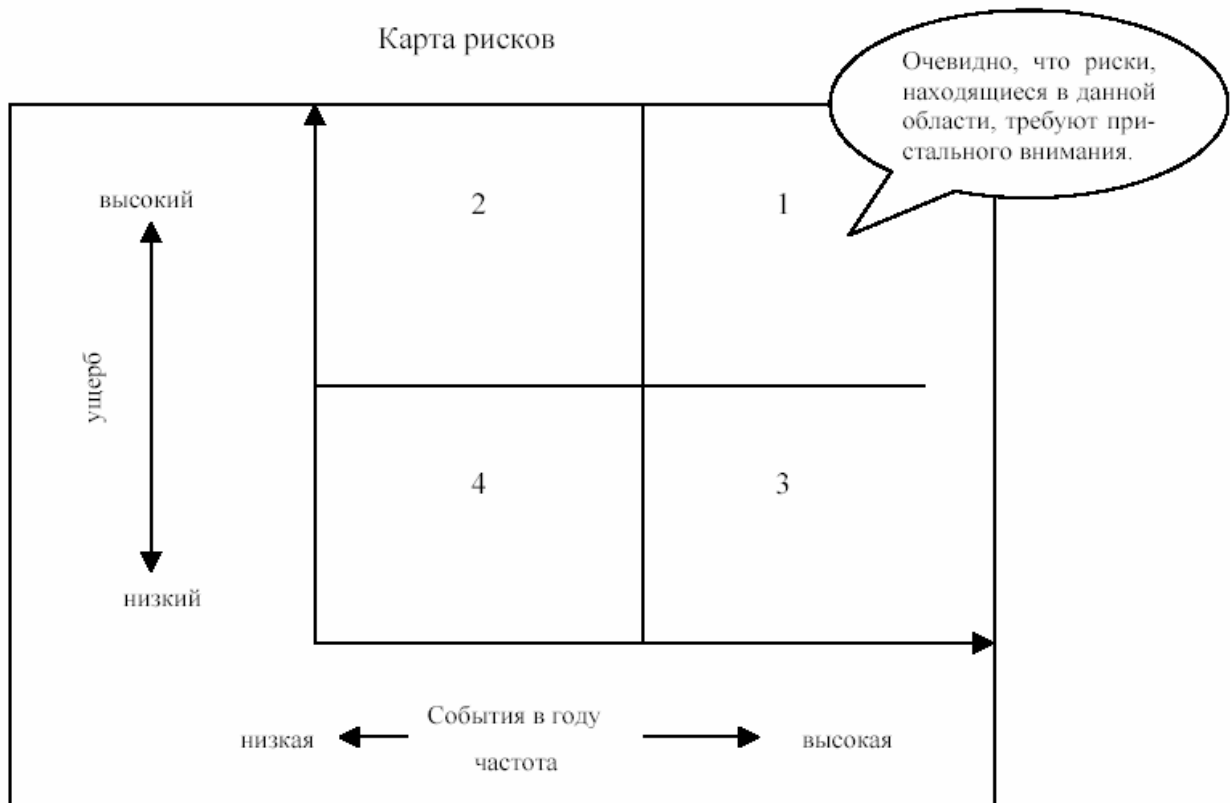 Карта рисков
Очевидно, что риски,
находящиеся в данной
области, требуют при-
стального внимания.
высокий
2
1
ущерб
4
3
низкий
События в году
низкая
высокая
частота